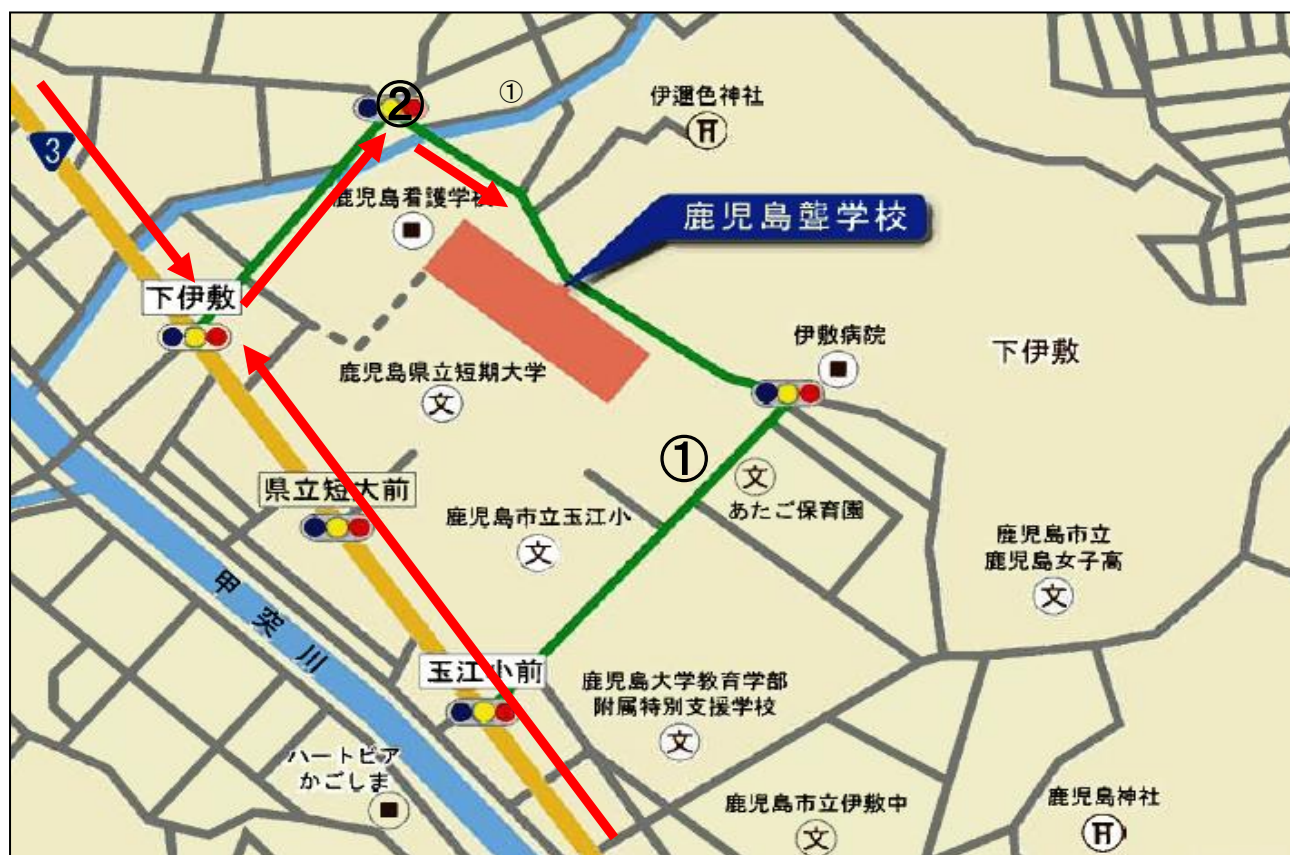 ②
①
伊邇色神社
3
鹿児島看護学校
鹿児島聾学校
下伊敷
伊敷病院
下伊敷
鹿児島県立短期大学
文
①
県立短大前
文
あたご保育園
鹿児島市立玉江小
文
鹿児島市立
鹿児島女子高
文
甲突川
玉江小前
鹿児島大学教育学部
附属特別支援学校
文
ハートピア
かごしま
鹿児島市立伊敷中
文
鹿児島神社